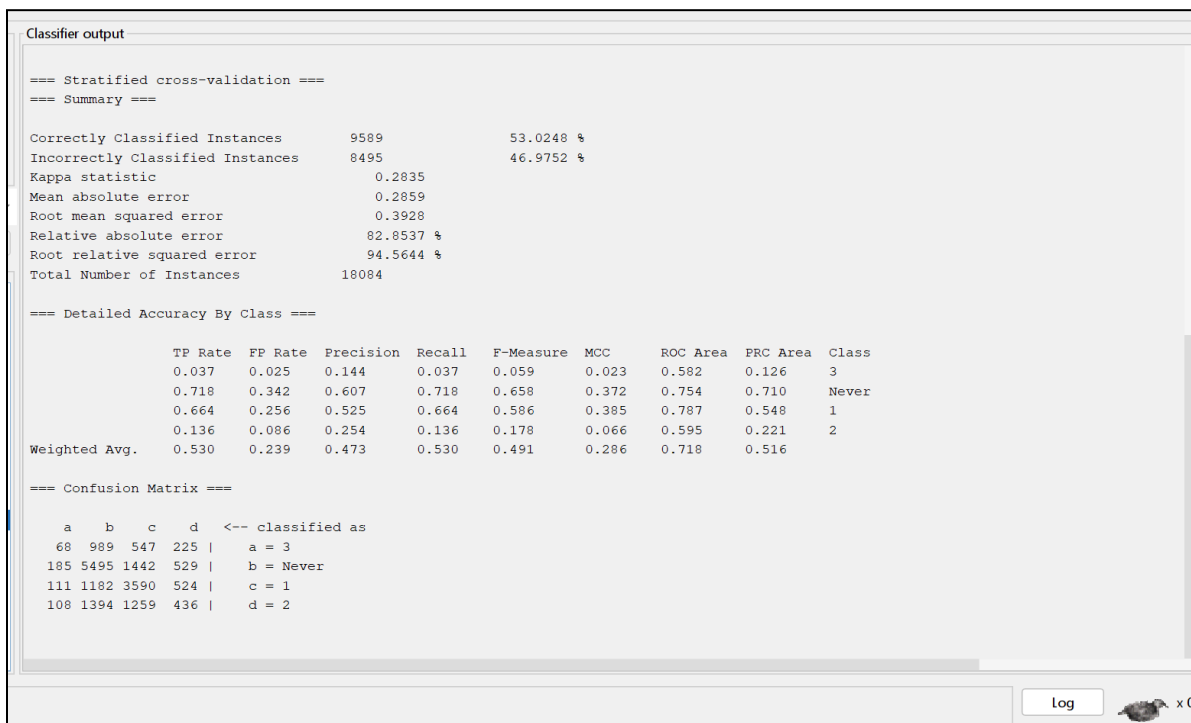 Classifier output
=== Stratified cross-validation ===
=== Summary ===
Correctly Classified Instances 9589 53.0248 %
Incorrectly Classified Instances 8495 46.9752 %
Kappa statistic 0.2835
Mean absolute error 0.2859
Root mean squared error 0.3928
Relative absolute error 82.8537 %
Root relative squared error 94.5644 %
Total Number of Instances 18084
=== Detailed Accuracy By Class ===
TP Rate FP Rate Precision Recall F-Measure MCC ROC Area PRC Area Class
0.037 0.025 0.144 0.037 0.059 0.023 0.582 0.126 3
0.718 0.342 0.607 0.718 0.658 0.372 0.754 0.710 Never
0.664 0.256 0.525 0.664 0.586 0.385 0.787 0.548 1
0.136 0.086 0.254 0.136 0.178 0.066 0.595 0.221 2
Weighted Avg. 0.530 0.239 0.473 0.530 0.491 0.286 0.718 0.516
=== Confusion Matrix ===
a b c d <-- classified as
68 989 547 225 | a = 3
185 5495 1442 529 | b = Never
111 1182 3590 524 | c = 1
108 1394 1259 436 | d = 2
Log
x 0